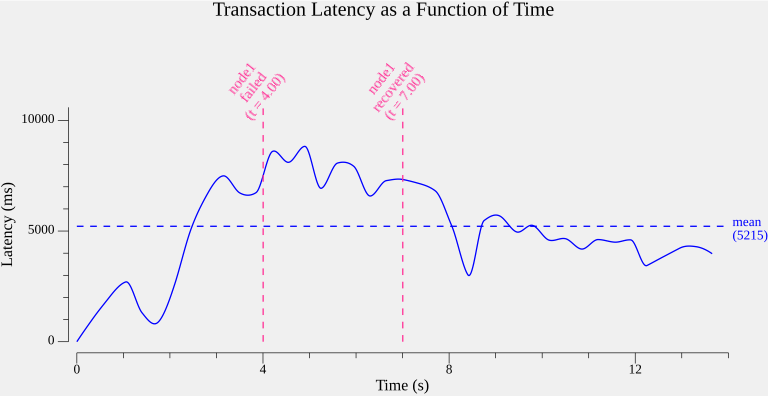 Transaction Latency as a Function of Time
node1
failed
(t = 4.00)
node1
recovered
(t = 7.00)
10000
5000
0
Latency (ms)
mean
(5215)
0
4
8
12
Time (s)